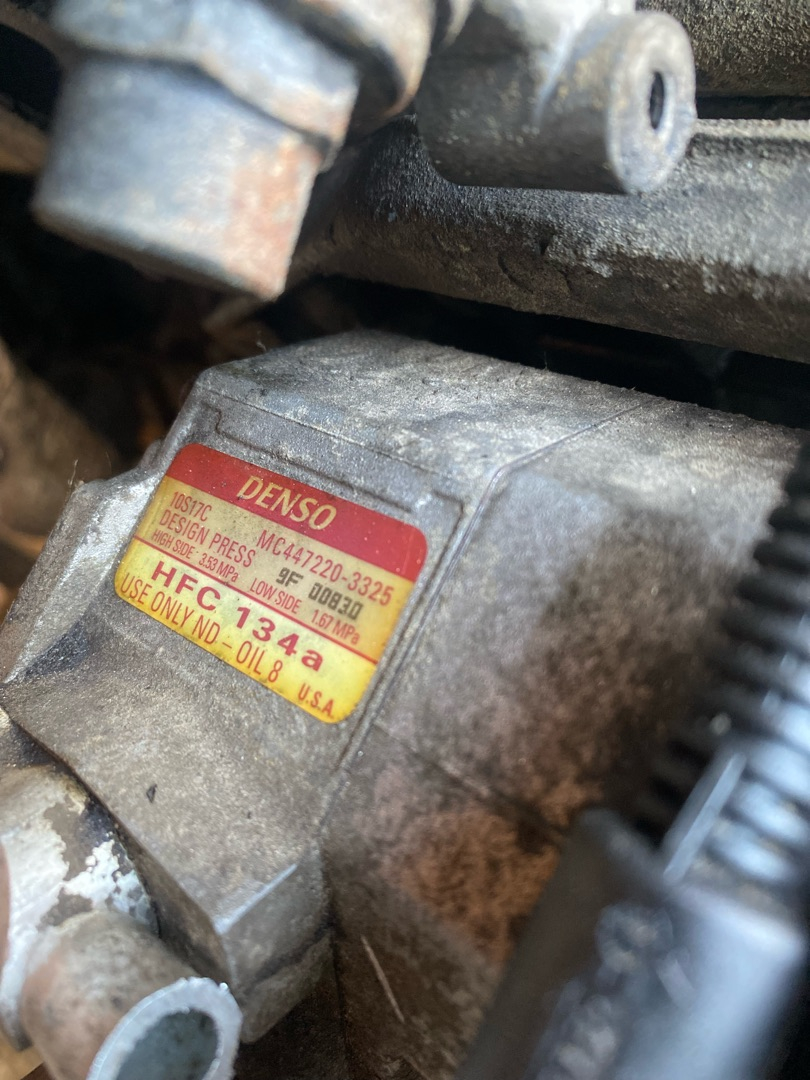 DENSO
10S17C MC447220-3325
DESIGN PRESS 9F 00830
HIGH SIDE 3.53 MPa LOW SIDE 1.67 MPa
HFC 134a
USE ONLY ND-OIL 8
U.S.A.